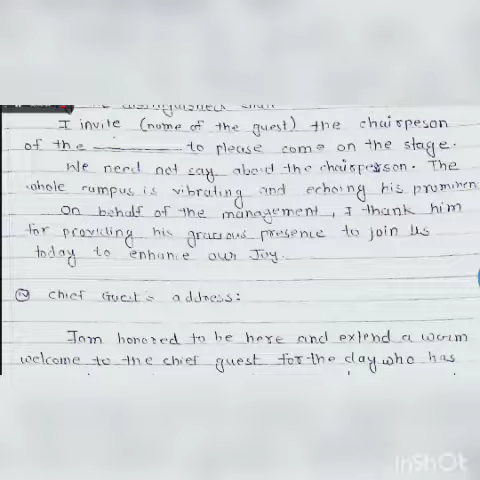 I invite (name of the guest) the chairpeson
of the ________ to please come on the stage.
We need not say about the chairperson. The
whole campus is vibrating and echoing his prominen
On behalf of the management, I thank him
for providing his gracious presence to join us
today to enhance our Joy.
② chief Guest's address:
I am honored to be here and extend a warm
welcome to the chief guest for the day who has
InShOt